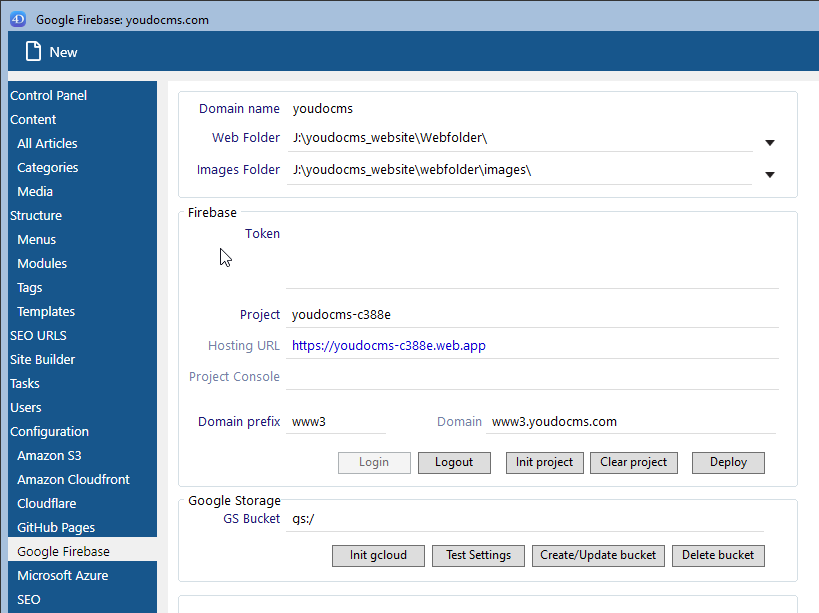 4D Google Firebase: youdocms.com
New
Control Panel
Content
All Articles
Categories
Media
Structure
Menus
Modules
Tags
Templates
SEO URLS
Site Builder
Tasks
Users
Configuration
Amazon S3
Amazon Cloudfront
Cloudflare
GitHub Pages
Google Firebase
Microsoft Azure
SEO
Domain name youdocms
Web Folder J:\youdocms_website\Webfolder\
Images Folder J:\youdocms_website\webfolder\images\
Firebase
Token
Project youdocms-c388e
Hosting URL https://youdocms-c388e.web.app
Project Console
Domain prefix www3 Domain www3.youdocms.com
Login Logout Init project Clear project Deploy
Google Storage
GS Bucket gs:/
Init gcloud Test Settings Create/Update bucket Delete bucket